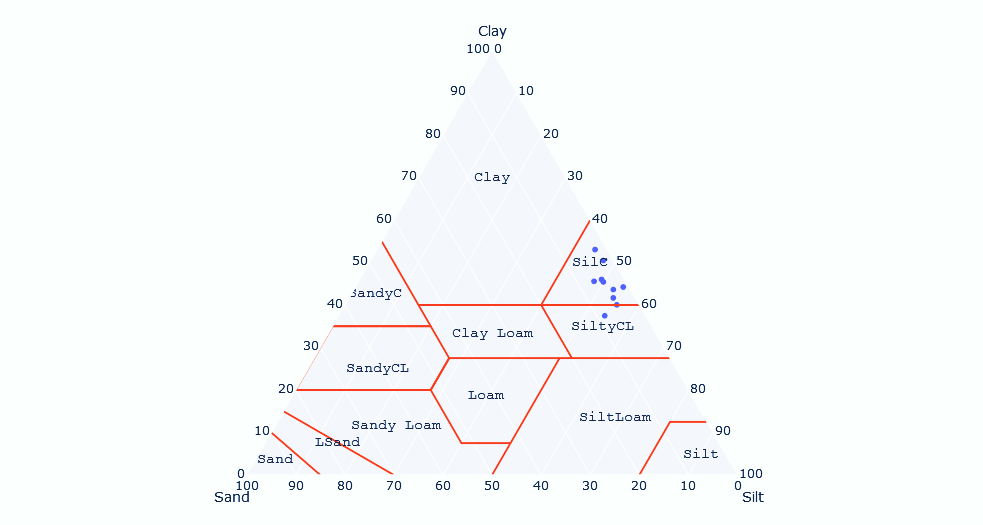 Clay
100 0
90 10
80 20
70 Clay 30
60 40
50 SilC 50
SandyC
40 60
Clay Loam SiltyCL
30 70
SandyCL
20 Loam 80
SiltLoam
10 Sandy Loam 90
LSand
Sand Silt
0 100
100 90 80 70 60 50 40 30 20 10 0
Sand Silt